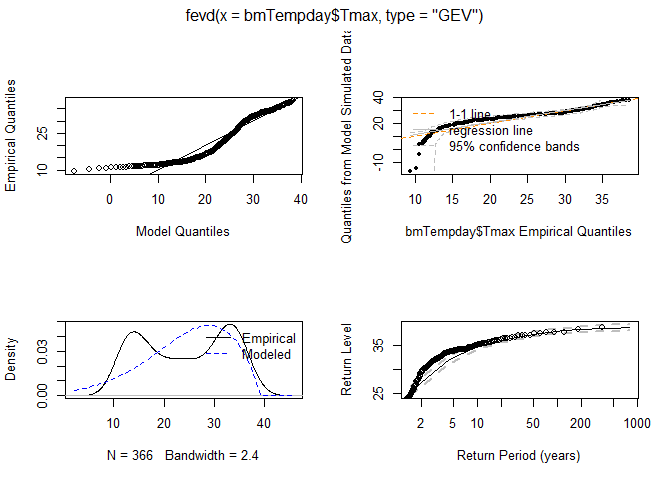 fevd(x = bmTempday$Tmax, type = "GEV")
Empirical Quantiles
10
25
0
10
20
30
40
Model Quantiles
Quantiles from Model Simulated Data
-10
20
40
10
15
20
25
30
35
1-1 line
regression line
95% confidence bands
bmTempday$Tmax Empirical Quantiles
Density
0.00
0.03
10
20
30
40
Empirical
Modeled
N = 366 Bandwidth = 2.4
Return Level
25
35
2
5
10
20
50
200
1000
Return Period (years)